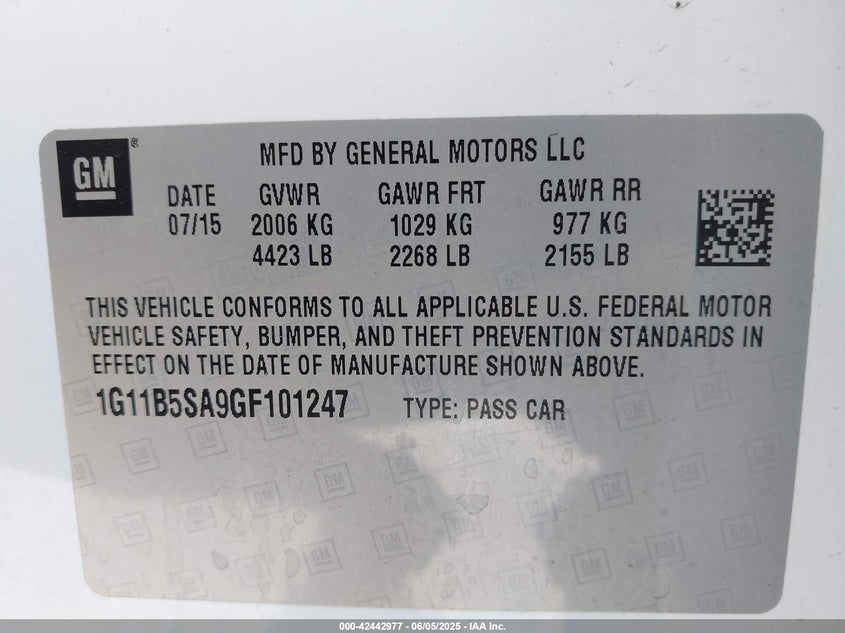 GM ®
MFD BY GENERAL MOTORS LLC
DATE GVWR GAWR FRT GAWR RR
07/15 2006 KG 1029 KG 977 KG
4423 LB 2268 LB 2155 LB
THIS VEHICLE CONFORMS TO ALL APPLICABLE U.S. FEDERAL MOTOR
VEHICLE SAFETY, BUMPER, AND THEFT PREVENTION STANDARDS IN
EFFECT ON THE DATE OF MANUFACTURE SHOWN ABOVE.
1G11B5SA9GF101247 TYPE: PASS CAR
000-42442977 - 06/05/2025 - IAA Inc.